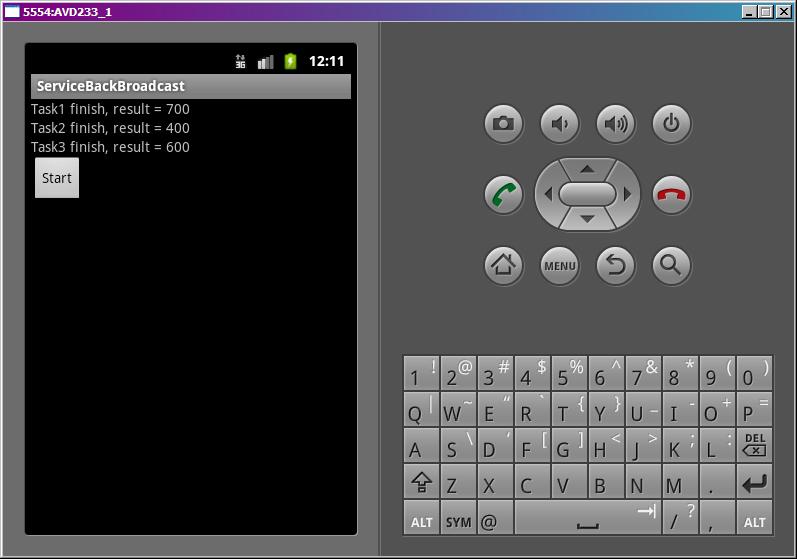 5554:AVD233_1
3G 12:11
ServiceBackBroadcast
Task1 finish, result = 700
Task2 finish, result = 400
Task3 finish, result = 600
Start
MENU
1 ! 2 @ 3 # 4 $ 5 % 6 ^ 7 & 8 * 9 ( 0 )
Q | W ~ E “ R ` T { Y } U _ I - O + P =
A S \ D ‘ F [ G ] H < J > K ; L : DEL
Z X C V B N M .
ALT SYM @ / ? , ALT